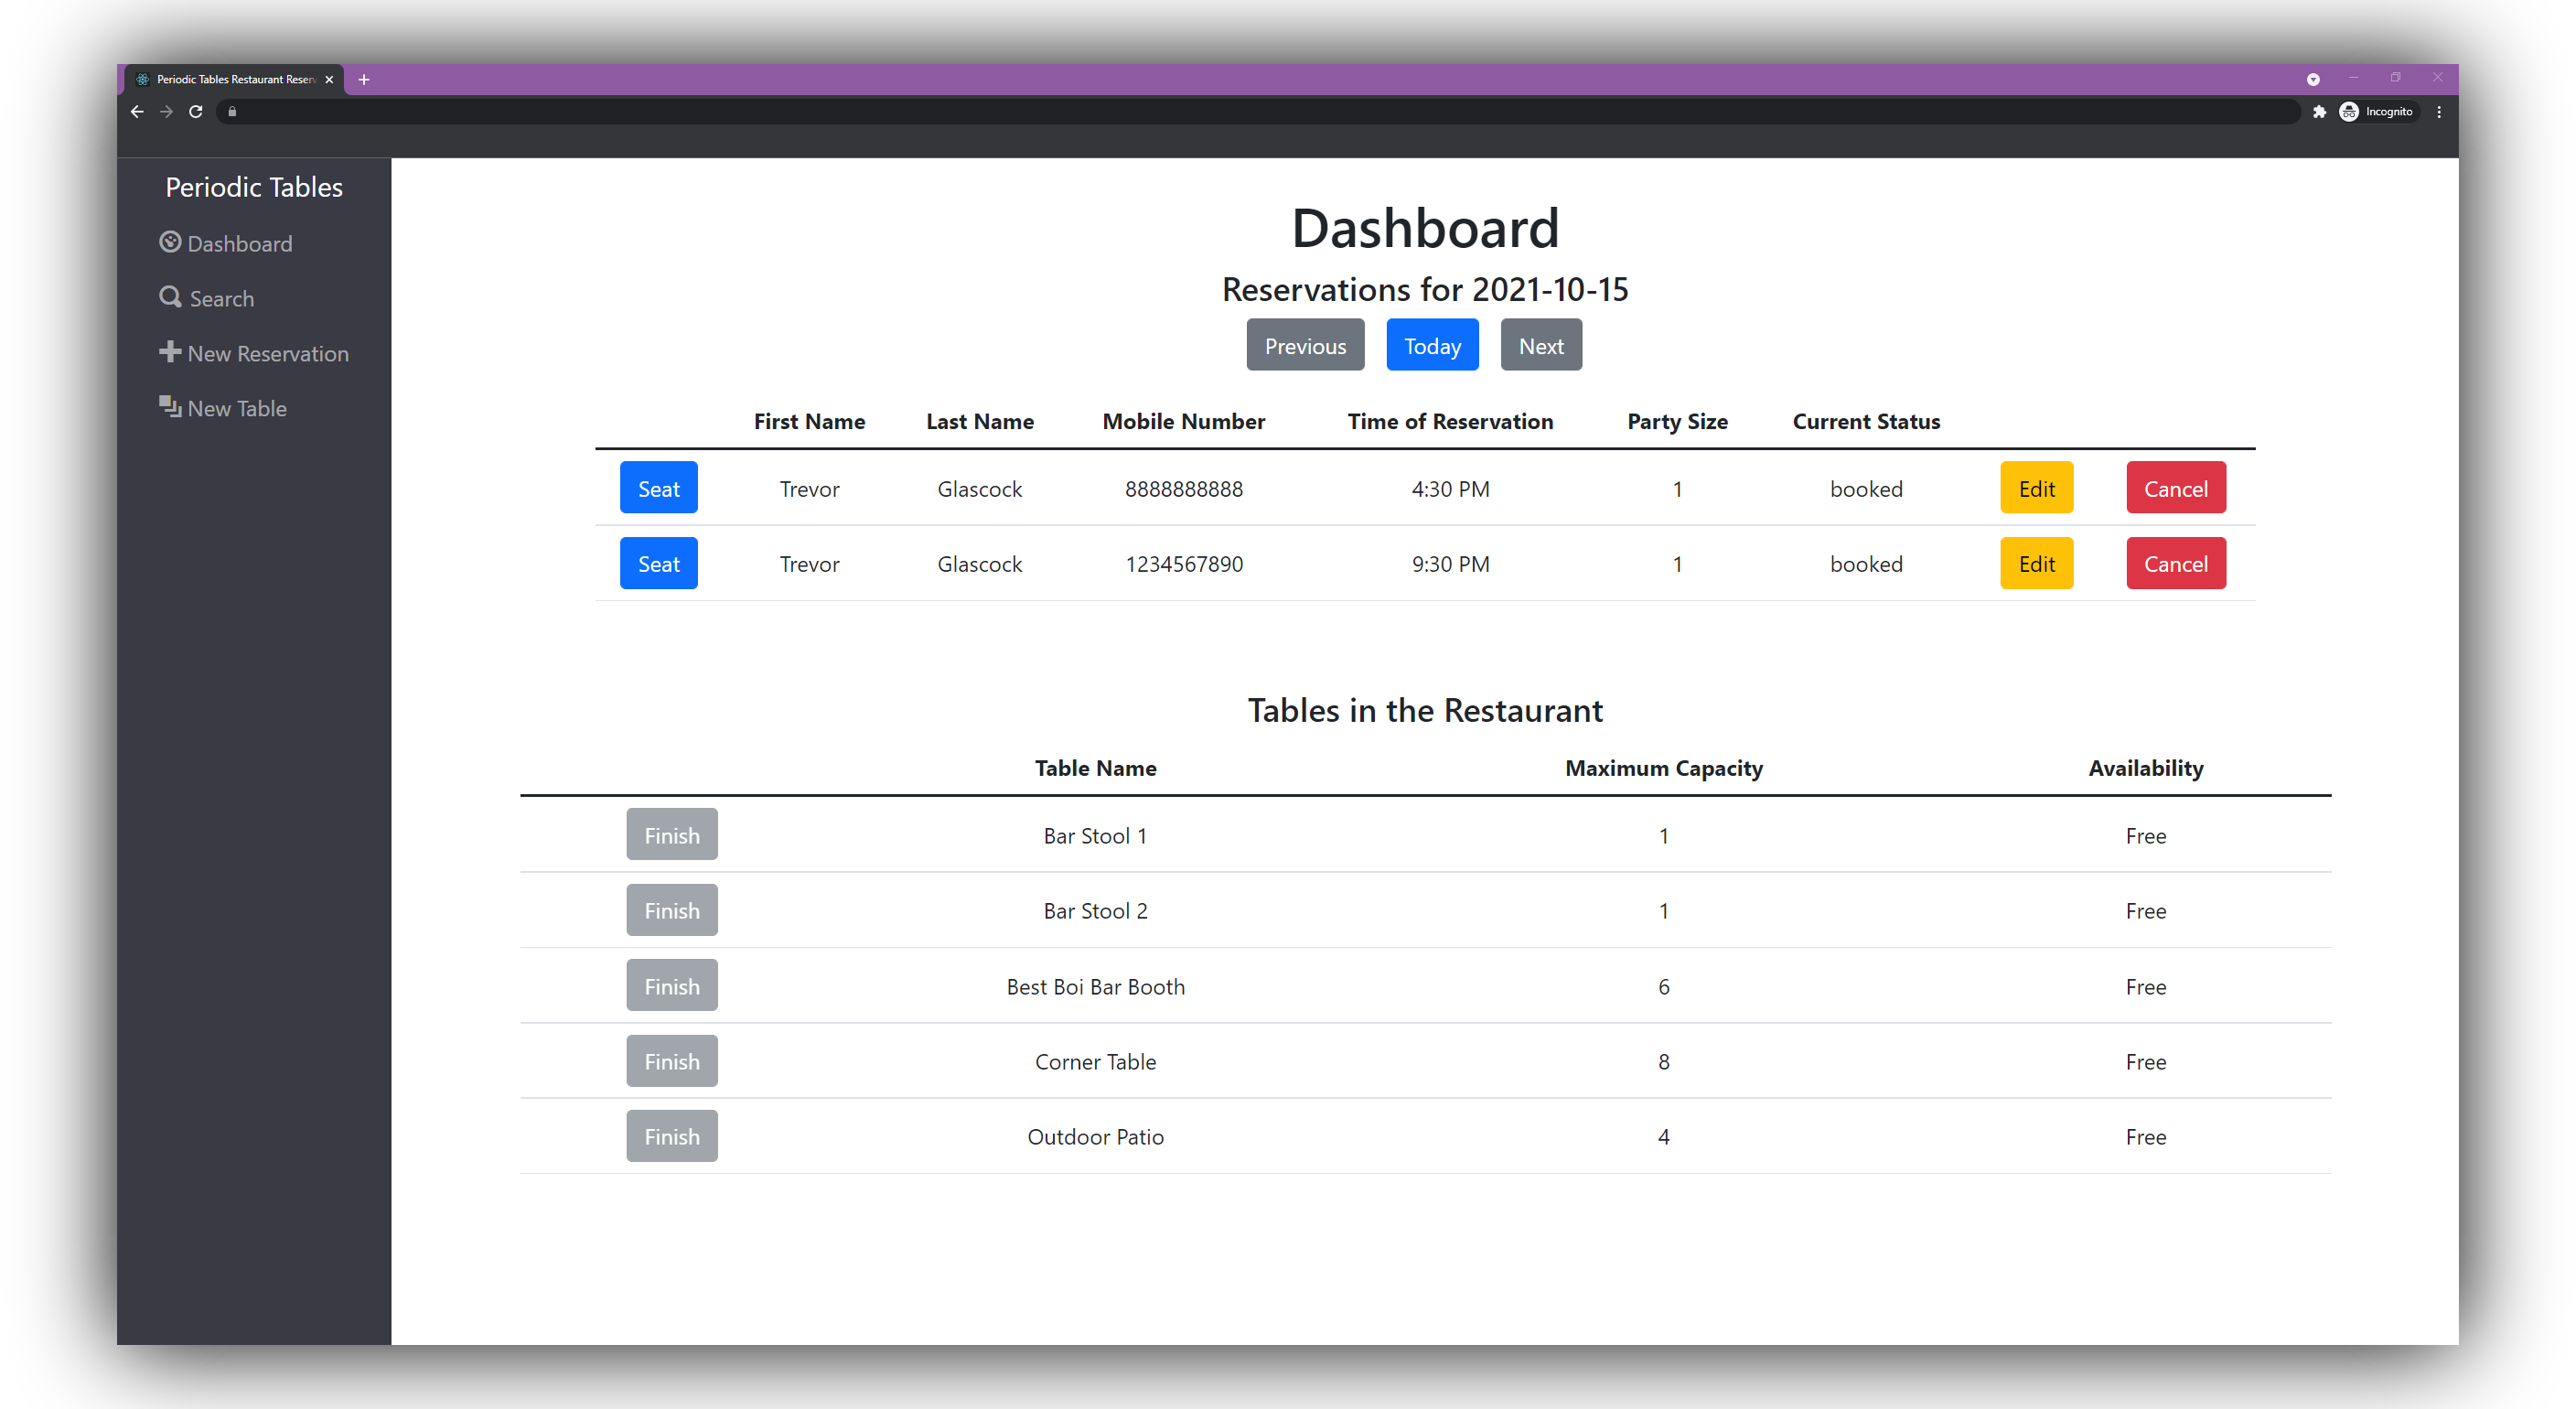 Periodic Tables Restaurant Reserv
Incognito
Periodic Tables
Dashboard
Search
New Reservation
New Table
Dashboard
Reservations for 2021-10-15
Previous Today Next
First Name Last Name Mobile Number Time of Reservation Party Size Current Status
Seat Trevor Glascock 8888888888 4:30 PM 1 booked Edit Cancel
Seat Trevor Glascock 1234567890 9:30 PM 1 booked Edit Cancel
Tables in the Restaurant
Table Name Maximum Capacity Availability
Finish Bar Stool 1 1 Free
Finish Bar Stool 2 1 Free
Finish Best Boi Bar Booth 6 Free
Finish Corner Table 8 Free
Finish Outdoor Patio 4 Free